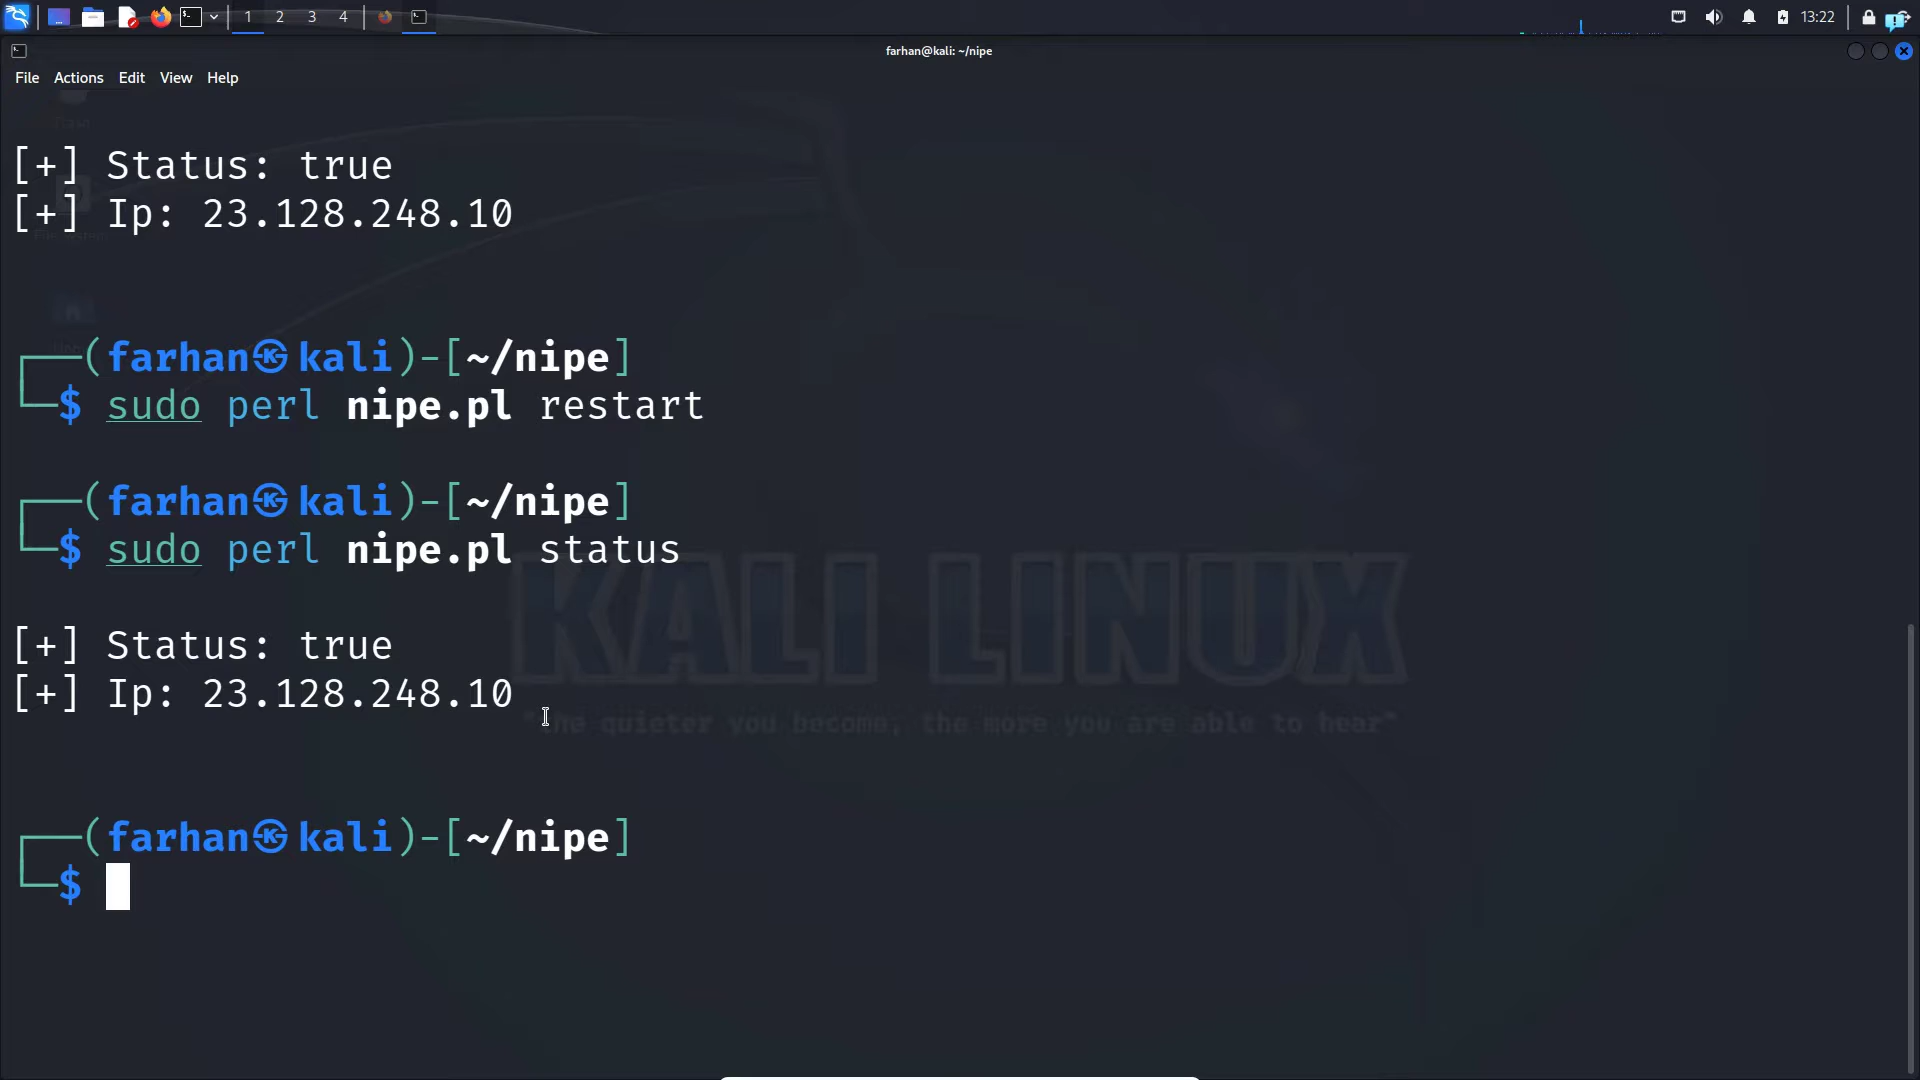 1 2 3 4
13:22
farhan@kali: ~/nipe
File Actions Edit View Help
[+] Status: true
[+] Ip: 23.128.248.10
┌──(farhan㉿kali)-[~/nipe]
└─$ sudo perl nipe.pl restart
┌──(farhan㉿kali)-[~/nipe]
└─$ sudo perl nipe.pl status
[+] Status: true
[+] Ip: 23.128.248.10
┌──(farhan㉿kali)-[~/nipe]
└─$
KALI LINUX
"the quieter you become, the more you are able to hear"